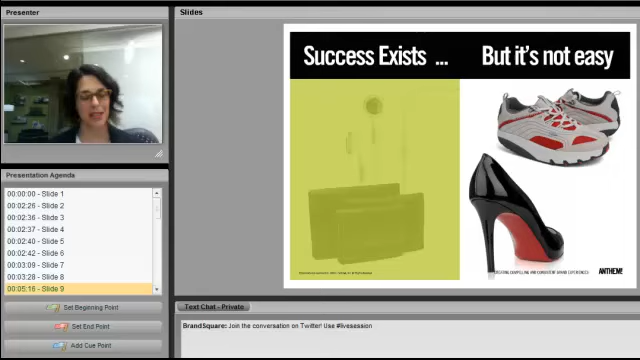 Presenter
Slides
Success Exists ... But it's not easy
ANTHEM!
Presentation Agenda
00:00:00 - Slide 1
00:02:26 - Slide 2
00:02:36 - Slide 3
00:02:37 - Slide 4
00:02:40 - Slide 5
00:02:42 - Slide 6
00:03:09 - Slide 7
00:03:28 - Slide 8
00:05:16 - Slide 9
Set Beginning Point
Set End Point
Add Cue Point
Text Chat - Private
BrandSquare: Join the conversation on Twitter! Use #livesession